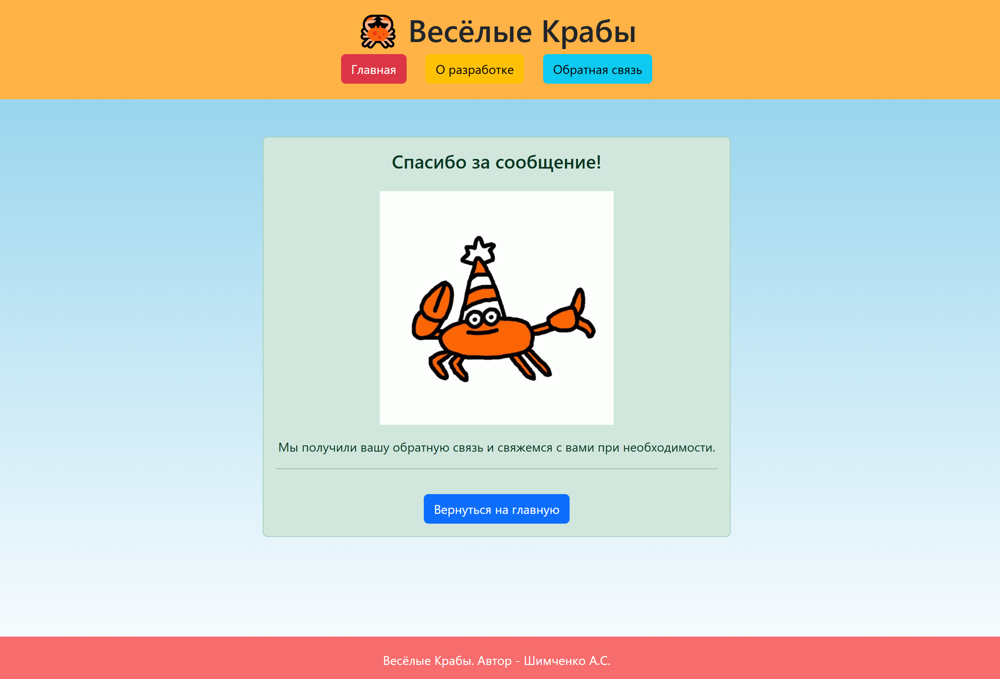 Весёлые Крабы
Главная
О разработке
Обратная связь
Спасибо за сообщение!
Мы получили вашу обратную связь и свяжемся с вами при необходимости.
Вернуться на главную
Весёлые Крабы. Автор - Шимченко А.С.